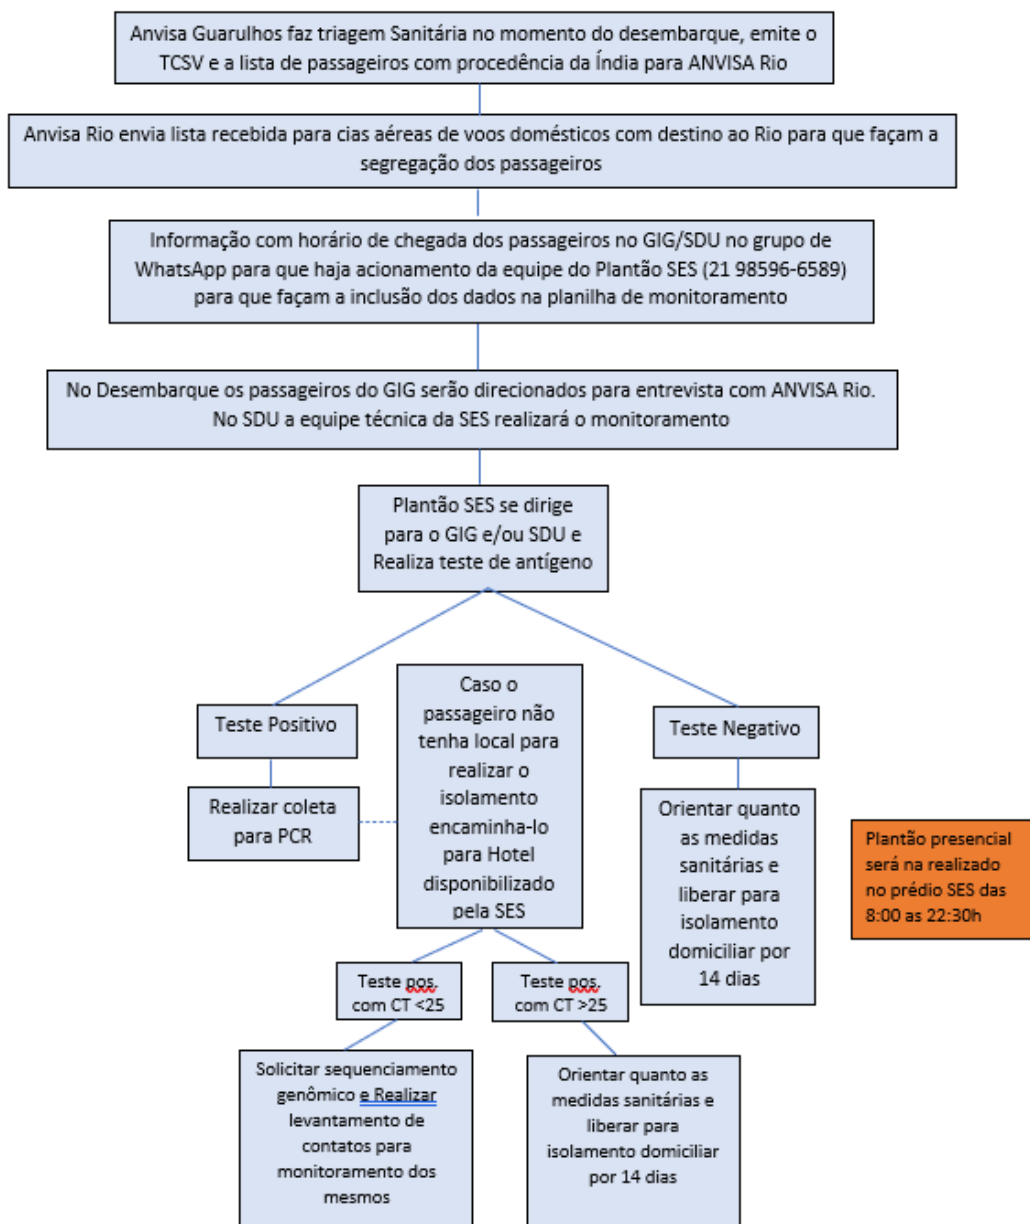 Anvisa Guarulhos faz triagem Sanitária no momento do desembarque, emite o
TCSV e a lista de passageiros com procedência da Índia para ANVISA Rio
Anvisa Rio envia lista recebida para cias aéreas de voos domésticos com destino ao Rio para que façam a
segregação dos passageiros
Informação com horário de chegada dos passageiros no GIG/SDU no grupo de
WhatsApp para que haja acionamento da equipe do Plantão SES (21 98596-6589)
para que façam a inclusão dos dados na planilha de monitoramento
No Desembarque os passageiros do GIG serão direcionados para entrevista com ANVISA Rio.
No SDU a equipe técnica da SES realizará o monitoramento
Plantão SES se dirige
para o GIG e/ou SDU e
Realiza teste de antígeno
Teste Positivo
Realizar coleta
para PCR
Caso o
passageiro não
tenha local para
realizar o
isolamento
encaminha-lo
para Hotel
disponibilizado
pela SES
Teste Negativo
Orientar quanto
as medidas
sanitárias e
liberar para
isolamento
domiciliar por
14 dias
Plantão presencial
será na realizado
no prédio SES das
8:00 as 22:30h
Teste pos.
com CT <25
Teste pos.
com CT >25
Solicitar sequenciamento
genômico e Realizar
levantamento de
contatos para
monitoramento dos
mesmos
Orientar quanto as
medidas sanitárias e
liberar para
isolamento domiciliar
por 14 dias